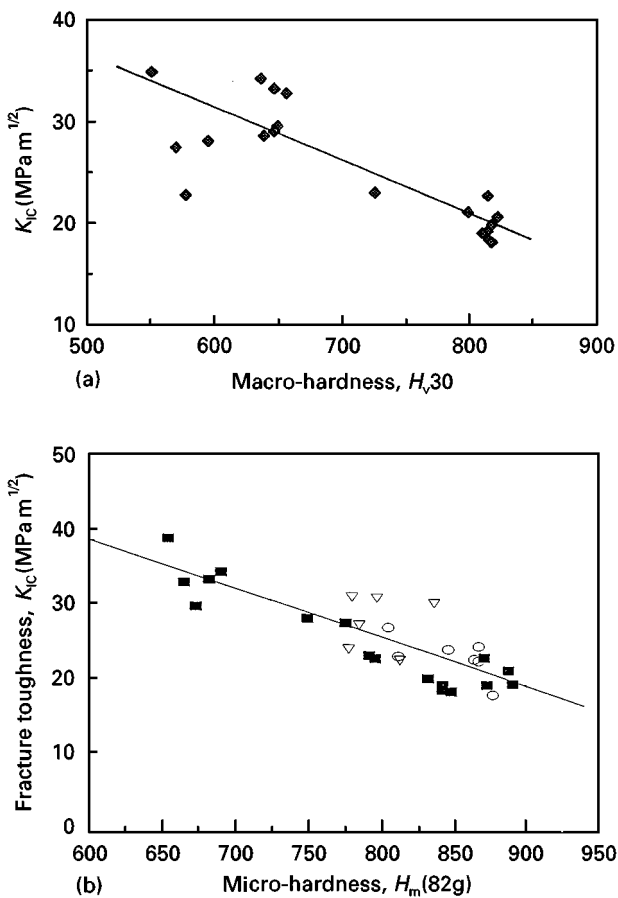 40
30
20
10
K_IC (MPa m^1/2)
500 600 700 800 900
(a) Macro-hardness, H_v30
50
40
30
20
10
0
Fracture toughness, K_IC (MPa m^1/2)
600 650 700 750 800 850 900 950
(b) Micro-hardness, H_m(82g)